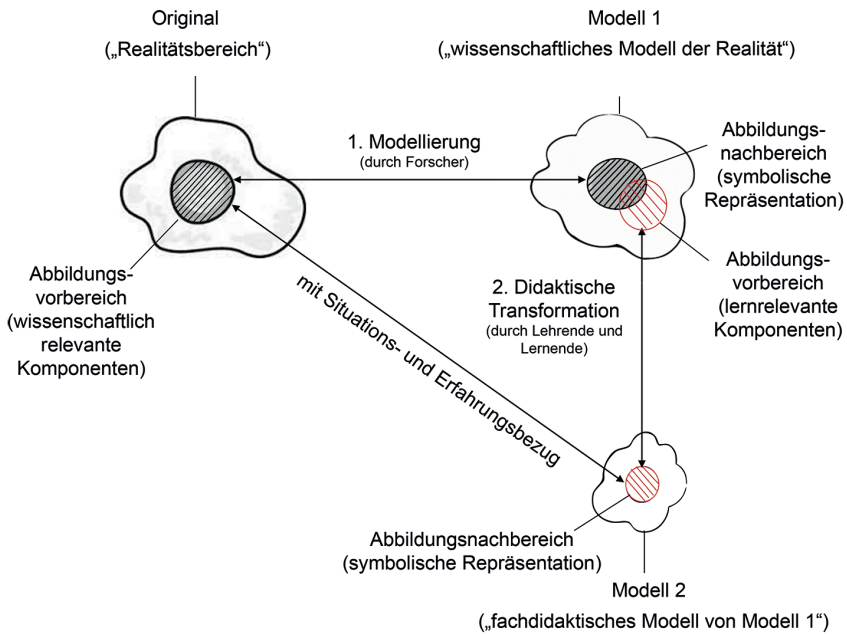 Original
(„Realitätsbereich“)
Modell 1
(„wissenschaftliches Modell der Realität“)
1. Modellierung
(durch Forscher)
Abbildungs-
nachbereich
(symbolische
Repräsentation)
Abbildungs-
vorbereich
(wissenschaftlich
relevante
Komponenten)
mit Situations- und Erfahrungsbezug
2. Didaktische
Transformation
(durch Lehrende und
Lernende)
Abbildungs-
vorbereich
(lernrelevante
Komponenten)
Abbildungsnachbereich
(symbolische Repräsentation)
Modell 2
(„fachdidaktisches Modell von Modell 1“)